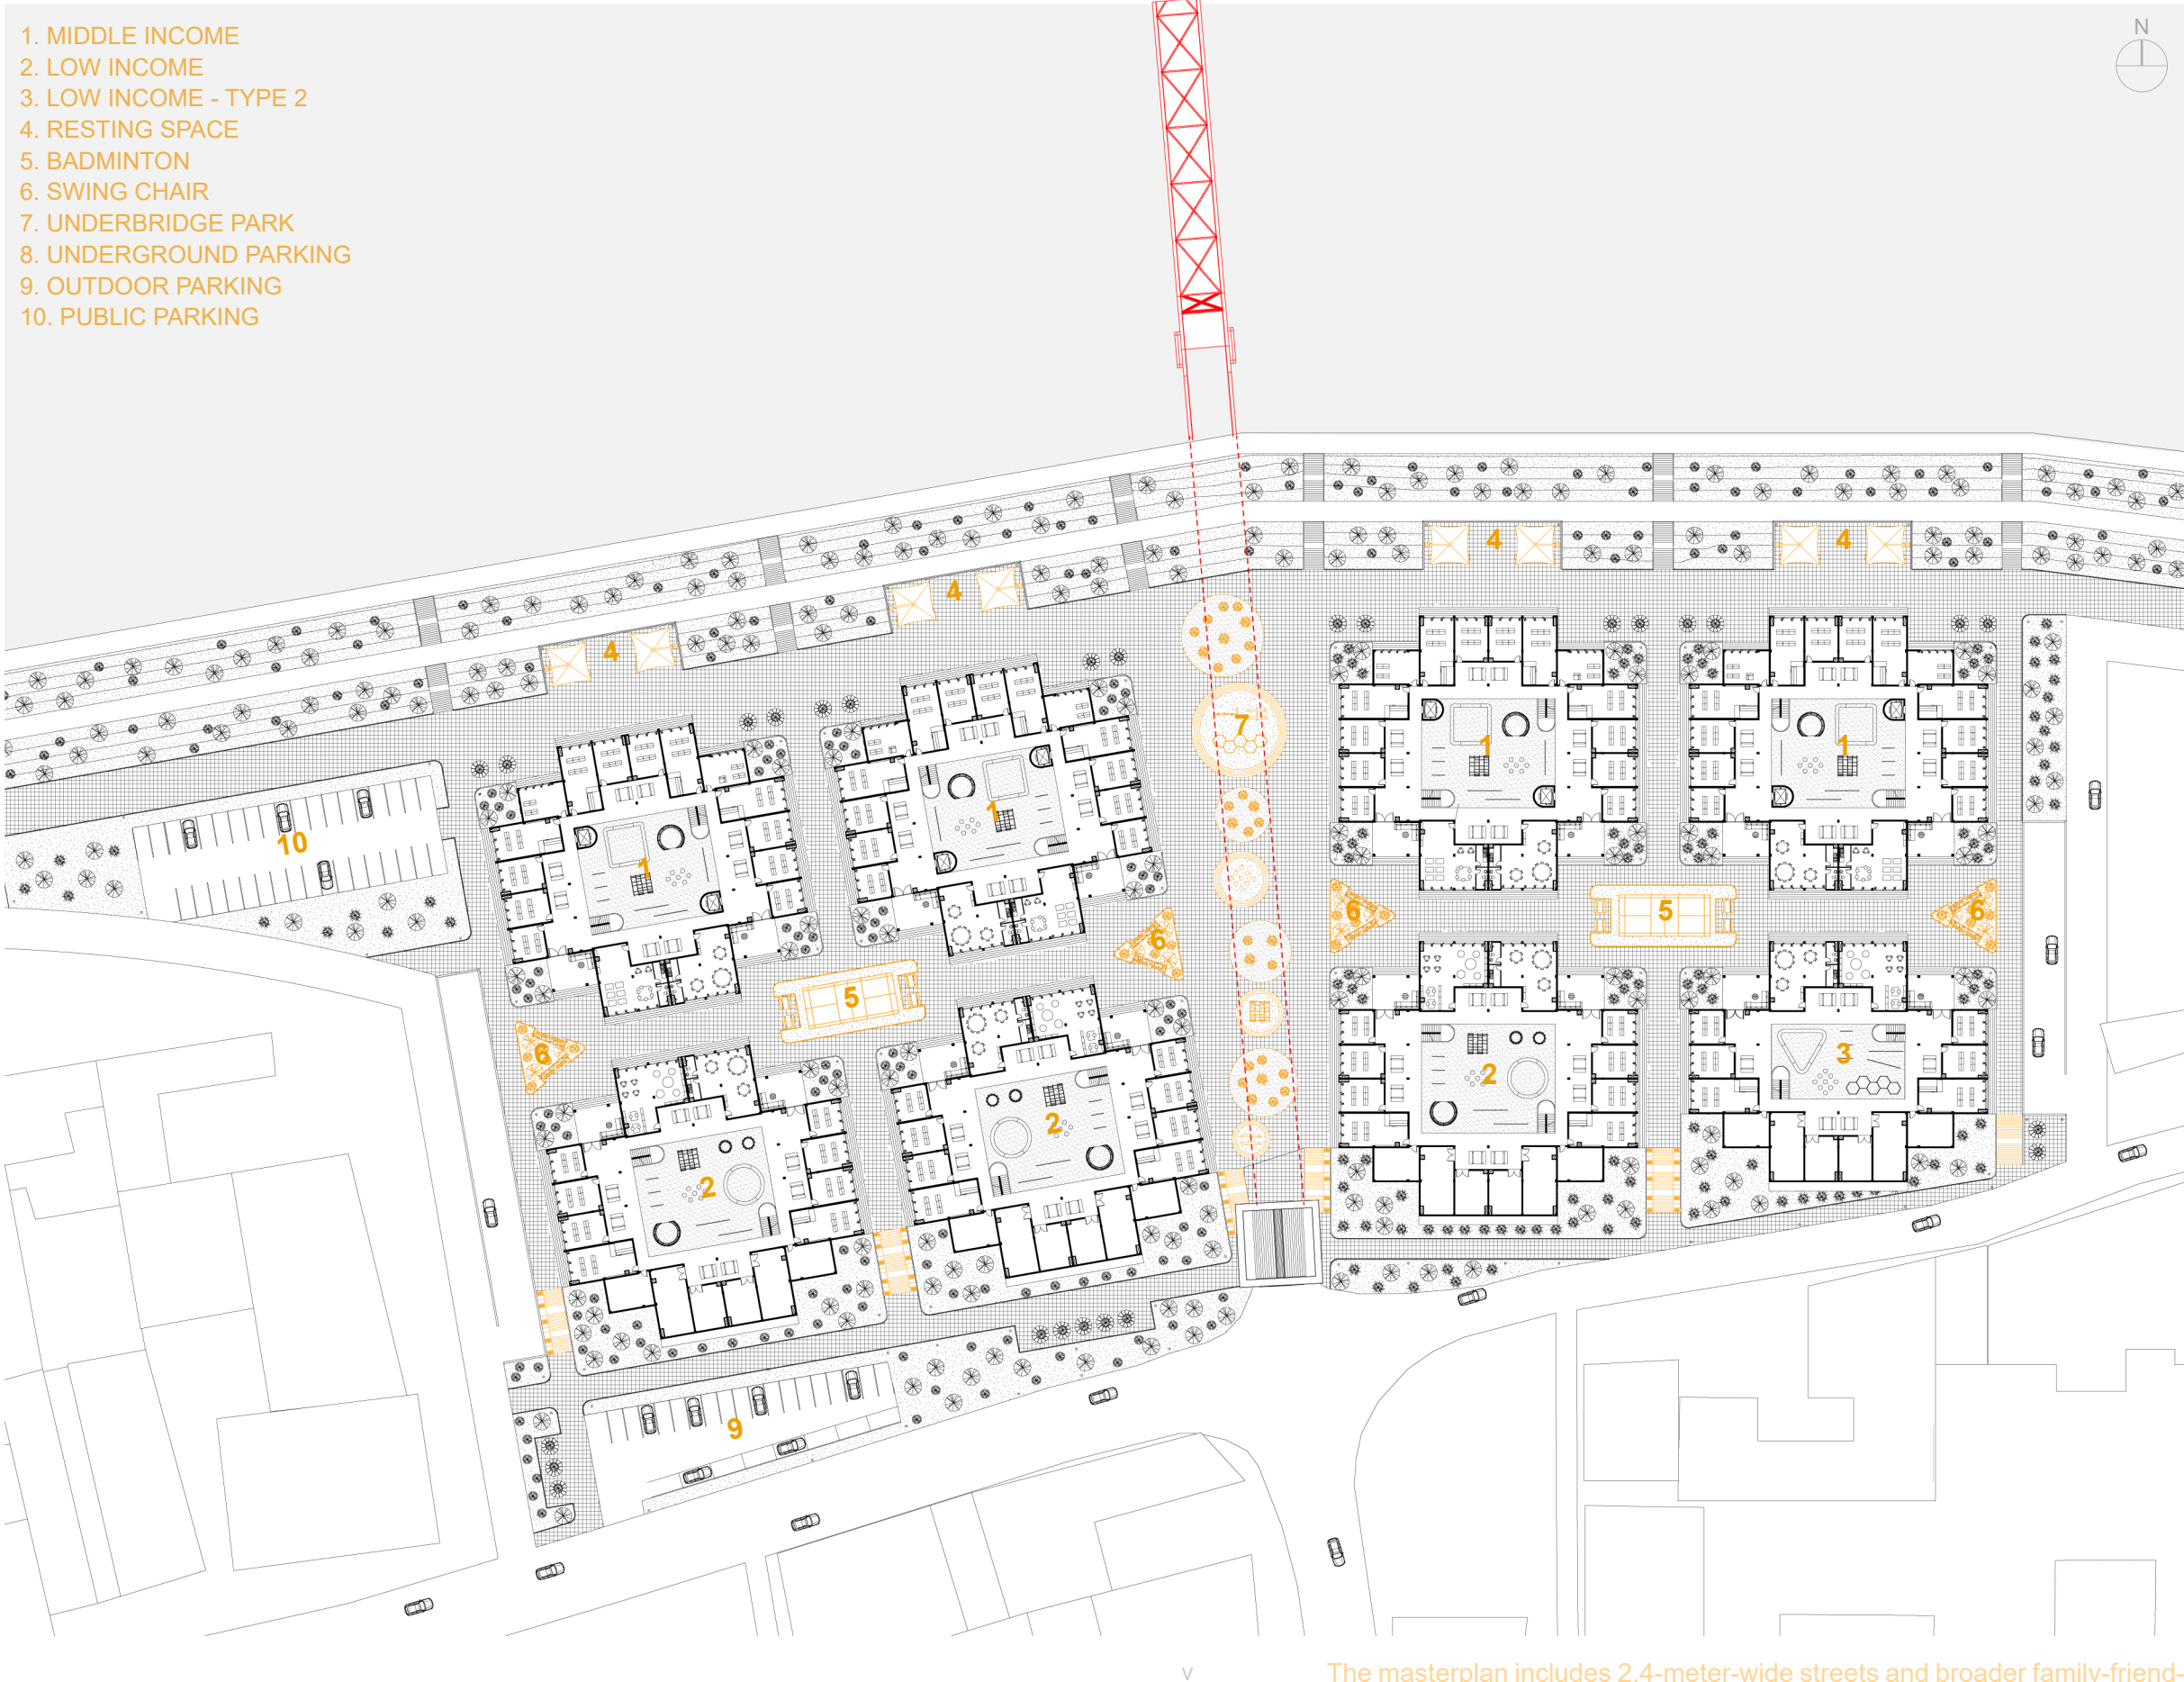 1. MIDDLE INCOME
2. LOW INCOME
3. LOW INCOME - TYPE 2
4. RESTING SPACE
5. BADMINTON
6. SWING CHAIR
7. UNDERBRIDGE PARK
8. UNDERGROUND PARKING
9. OUTDOOR PARKING
10. PUBLIC PARKING
N
4
4
4
4
7
1
1
1
1
10
6
5
6
6
5
6
2
3
2
2
9
v
The masterplan includes 2.4-meter-wide streets and broader family-friend-